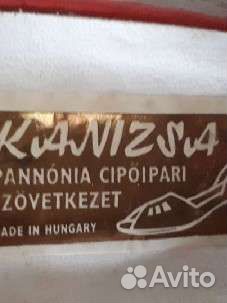 KANIZSA
PANNÓNIA CIPŐIPARI
ZÖVETKEZET
ADE IN HUNGARY
Avito